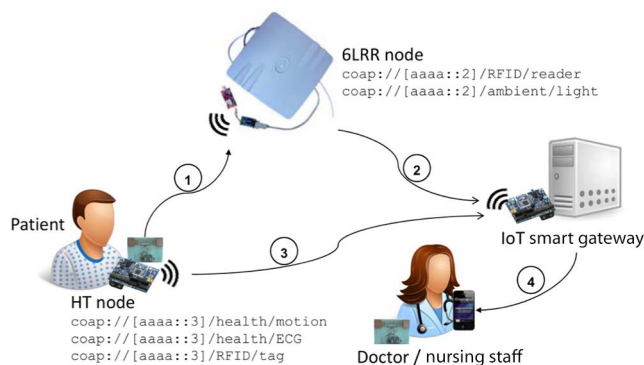 6LRR node
coap://[aaaa::2]/RFID/reader
coap://[aaaa::2]/ambient/light
1
2
Patient
3
IoT smart gateway
HT node
4
coap://[aaaa::3]/health/motion
coap://[aaaa::3]/health/ECG
coap://[aaaa::3]/RFID/tag
Doctor / nursing staff